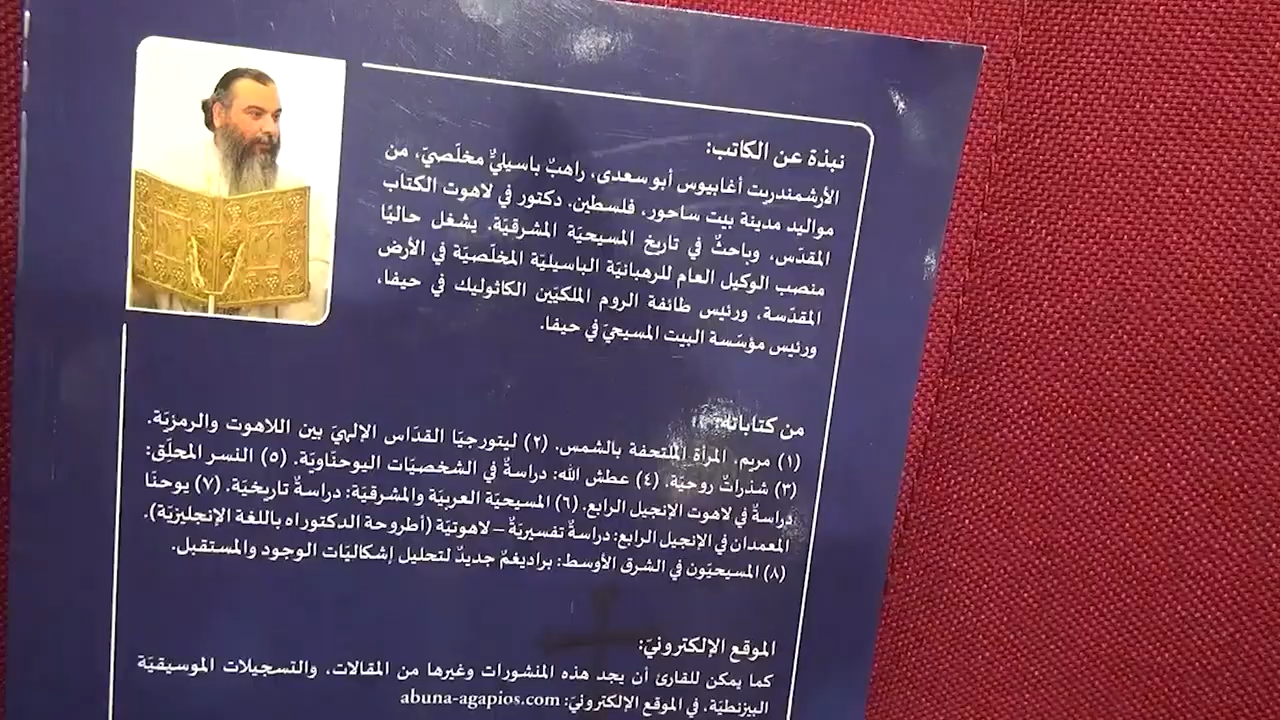 نبذة عن الكاتب:
الأرشمندريت أغابيوس أبو سعدى، راهبٌ باسيليٌّ مخلّصيّ، من
مواليد مدينة بيت ساحور، فلسطين. دكتور في لاهوت الكتاب
المقدّس، وباحثٌ في تاريخ المسيحيّة المشرقيّة. يشغل حاليًّا
منصب الوكيل العام للرهبانيّة الباسيليّة المخلّصيّة في الأرض
المقدّسة، ورئيس طائفة الروم الملكيّين الكاثوليك في حيفا،
ورئيس مؤسّسة البيت المسيحيّ في حيفا.
من كتاباته:
(١) مريم، المرأة الملتحفة بالشمس. (٢) ليتورجيّا القدّاس الإلهيّ بين اللاهوت والرمزيّة.
(٣) شذراتٌ روحيّة. (٤) عطش الله: دراسةٌ في الشخصيّات اليوحنّاويّة. (٥) النسر المحلّق:
دراسةٌ في لاهوت الإنجيل الرابع. (٦) المسيحيّة العربيّة والمشرقيّة: دراسةٌ تاريخيّة. (٧) يوحنّا
المعمدان في الإنجيل الرابع: دراسةٌ تفسيريّةٌ – لاهوتيّة (أطروحة الدكتوراه باللغة الإنجليزيّة).
(٨) المسيحيّون في الشرق الأوسط: براديغمٌ جديدٌ لتحليل إشكاليّات الوجود والمستقبل.
الموقع الإلكترونيّ:
كما يمكن للقارئ أن يجد هذه المنشورات وغيرها من المقالات، والتسجيلات الموسيقيّة
البيزنطيّة، في الموقع الإلكترونيّ: abuna-agapios.com